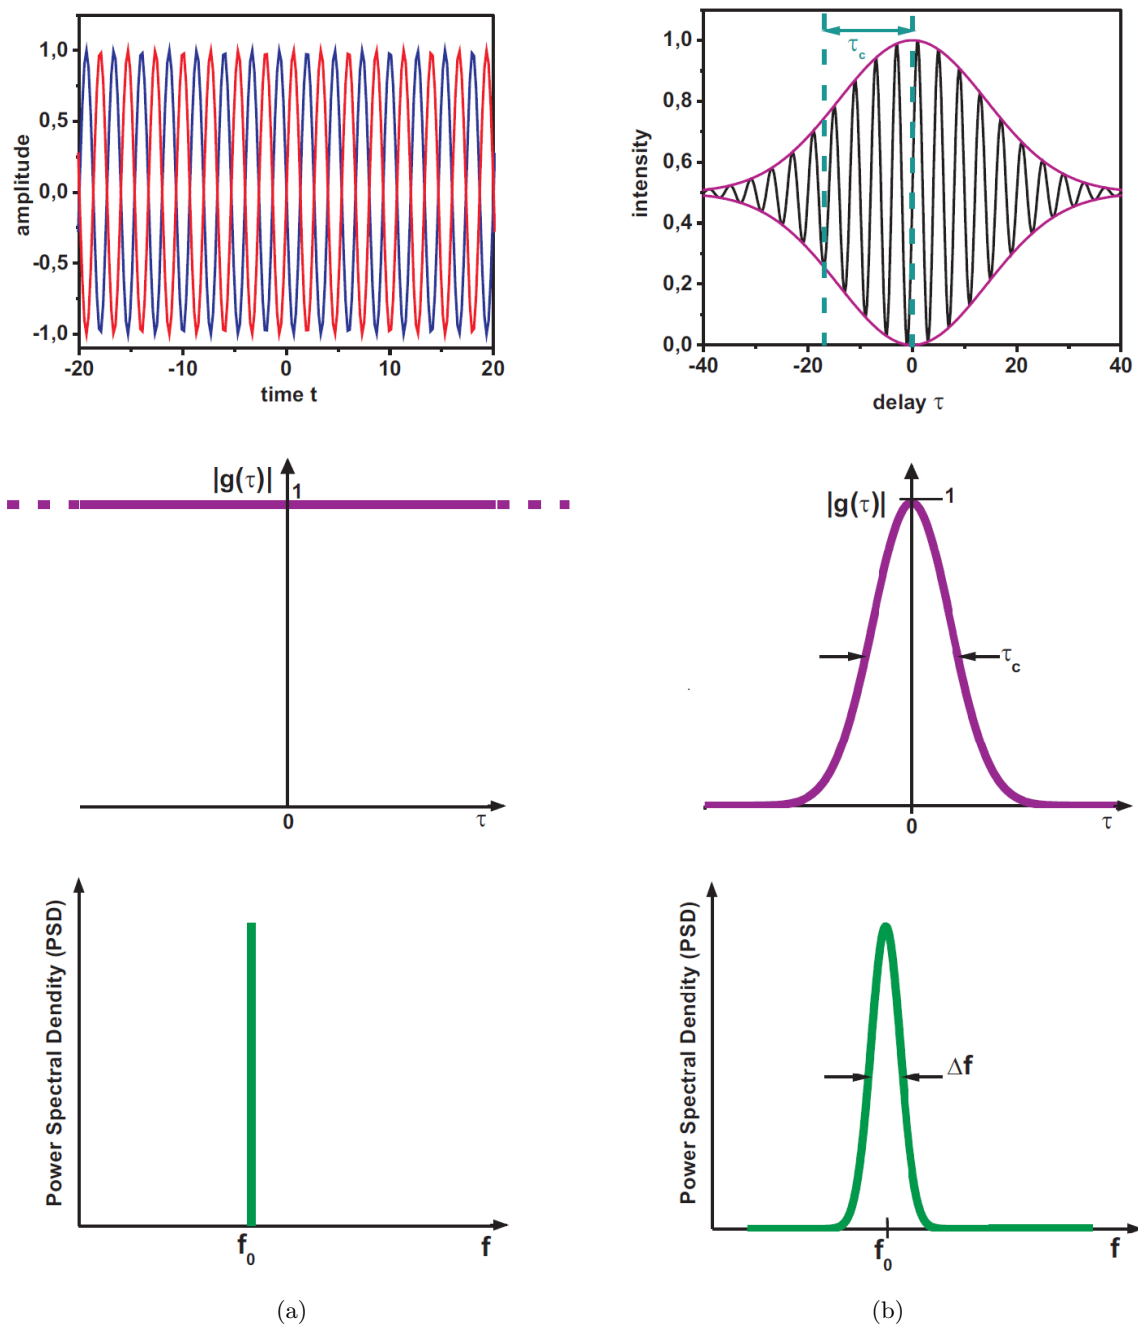 amplitude
1,0
0,5
0,0
-0,5
-1,0
-20
-10
0
10
20
time t
intensity
1,0
0,8
0,6
0,4
0,2
0,0
τc
-40
-20
0
20
40
delay τ
|g(τ)|
1
0
τ
|g(τ)|
1
τc
0
τ
Power Spectral Dendity (PSD)
f0
f
Power Spectral Dendity (PSD)
Δf
f0
f
(a)
(b)